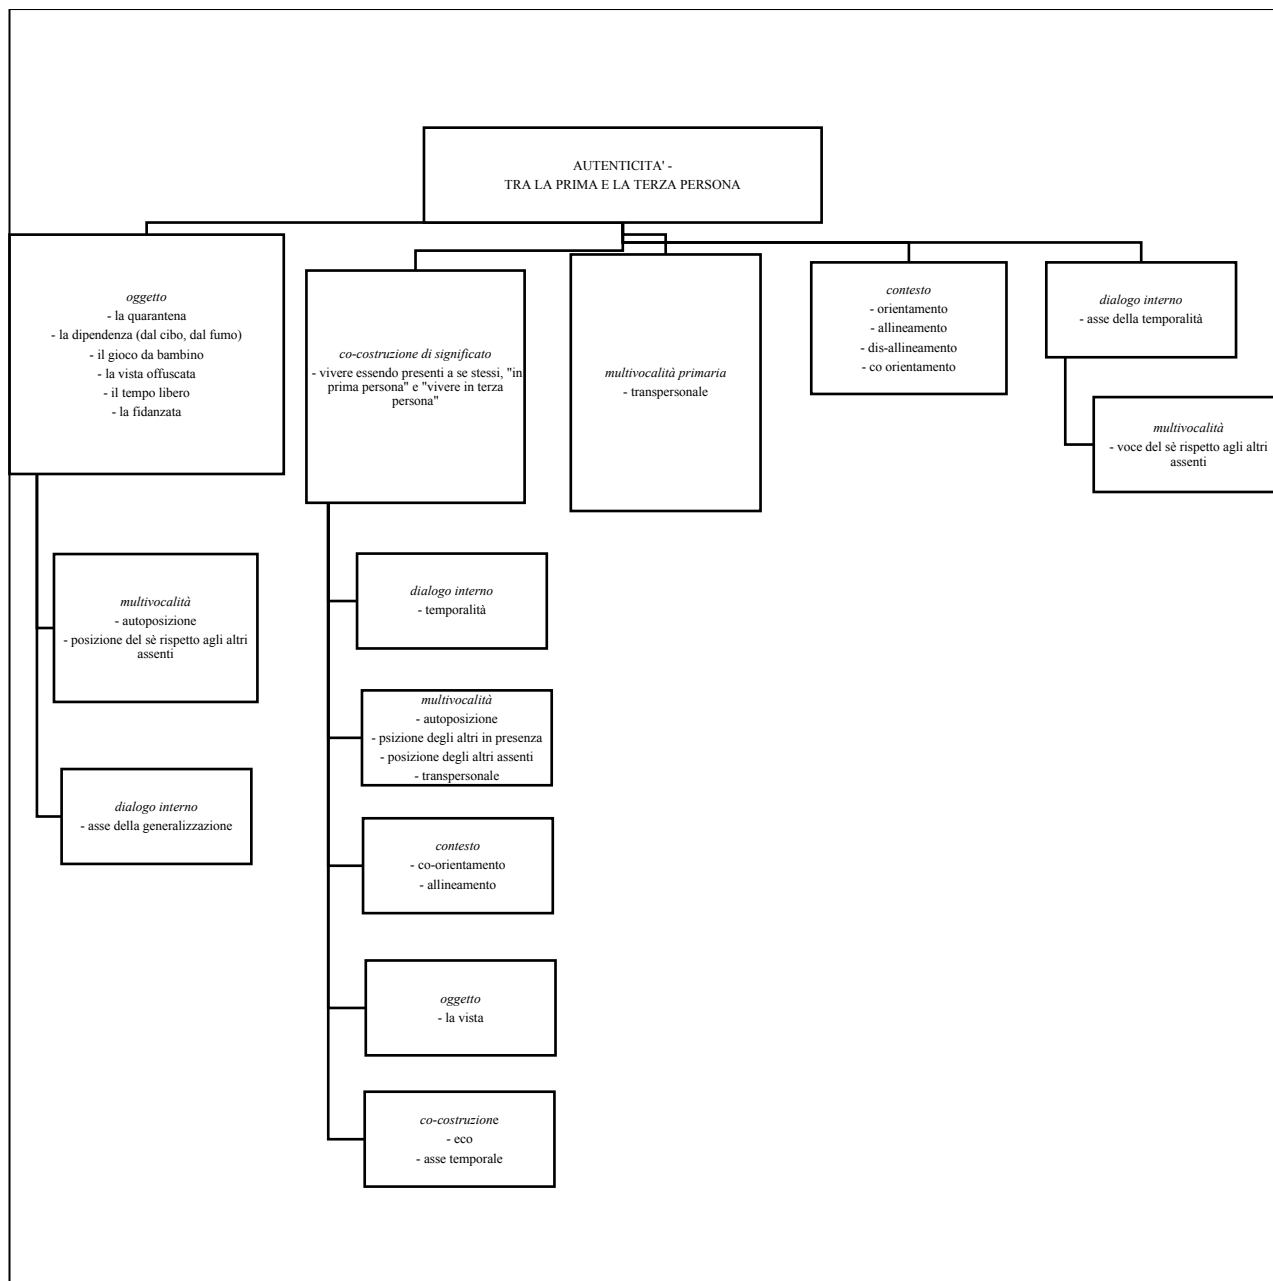 AUTENTICITA' -
TRA LA PRIMA E LA TERZA PERSONA
oggetto
- la quarantena
- la dipendenza (dal cibo, dal fumo)
- il gioco da bambino
- la vista offuscata
- il tempo libero
- la fidanzata
co-costruzione di significato
- vivere essendo presenti a se stessi, "in
prima persona" e "vivere in terza
persona"
multivocalità primaria
- transpersonale
contesto
- orientamento
- allineamento
- dis-allineamento
- co orientamento
dialogo interno
- asse della temporalità
multivocalità
- voce del sè rispetto agli altri
assenti
multivocalità
- autoposizione
- posizione del sè rispetto agli altri
assenti
dialogo interno
- asse della generalizzazione
dialogo interno
- temporalità
multivocalità
- autoposizione
- psizione degli altri in presenza
- posizione degli altri assenti
- transpersonale
contesto
- co-orientamento
- allineamento
oggetto
- la vista
co-costruzione
- eco
- asse temporale